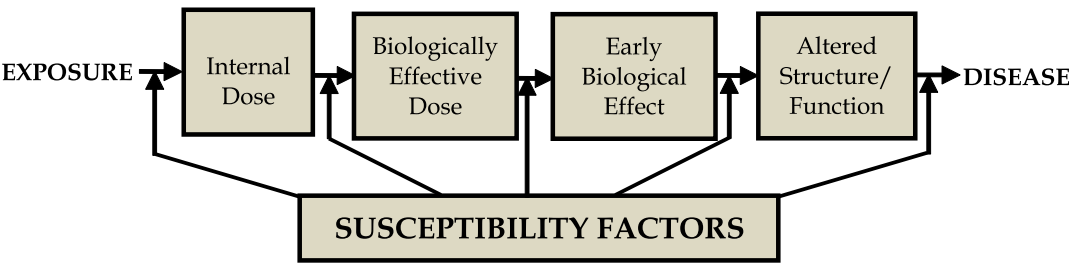 EXPOSURE
Internal
Dose
Biologically
Effective
Dose
Early
Biological
Effect
Altered
Structure/
Function
DISEASE
SUSCEPTIBILITY FACTORS